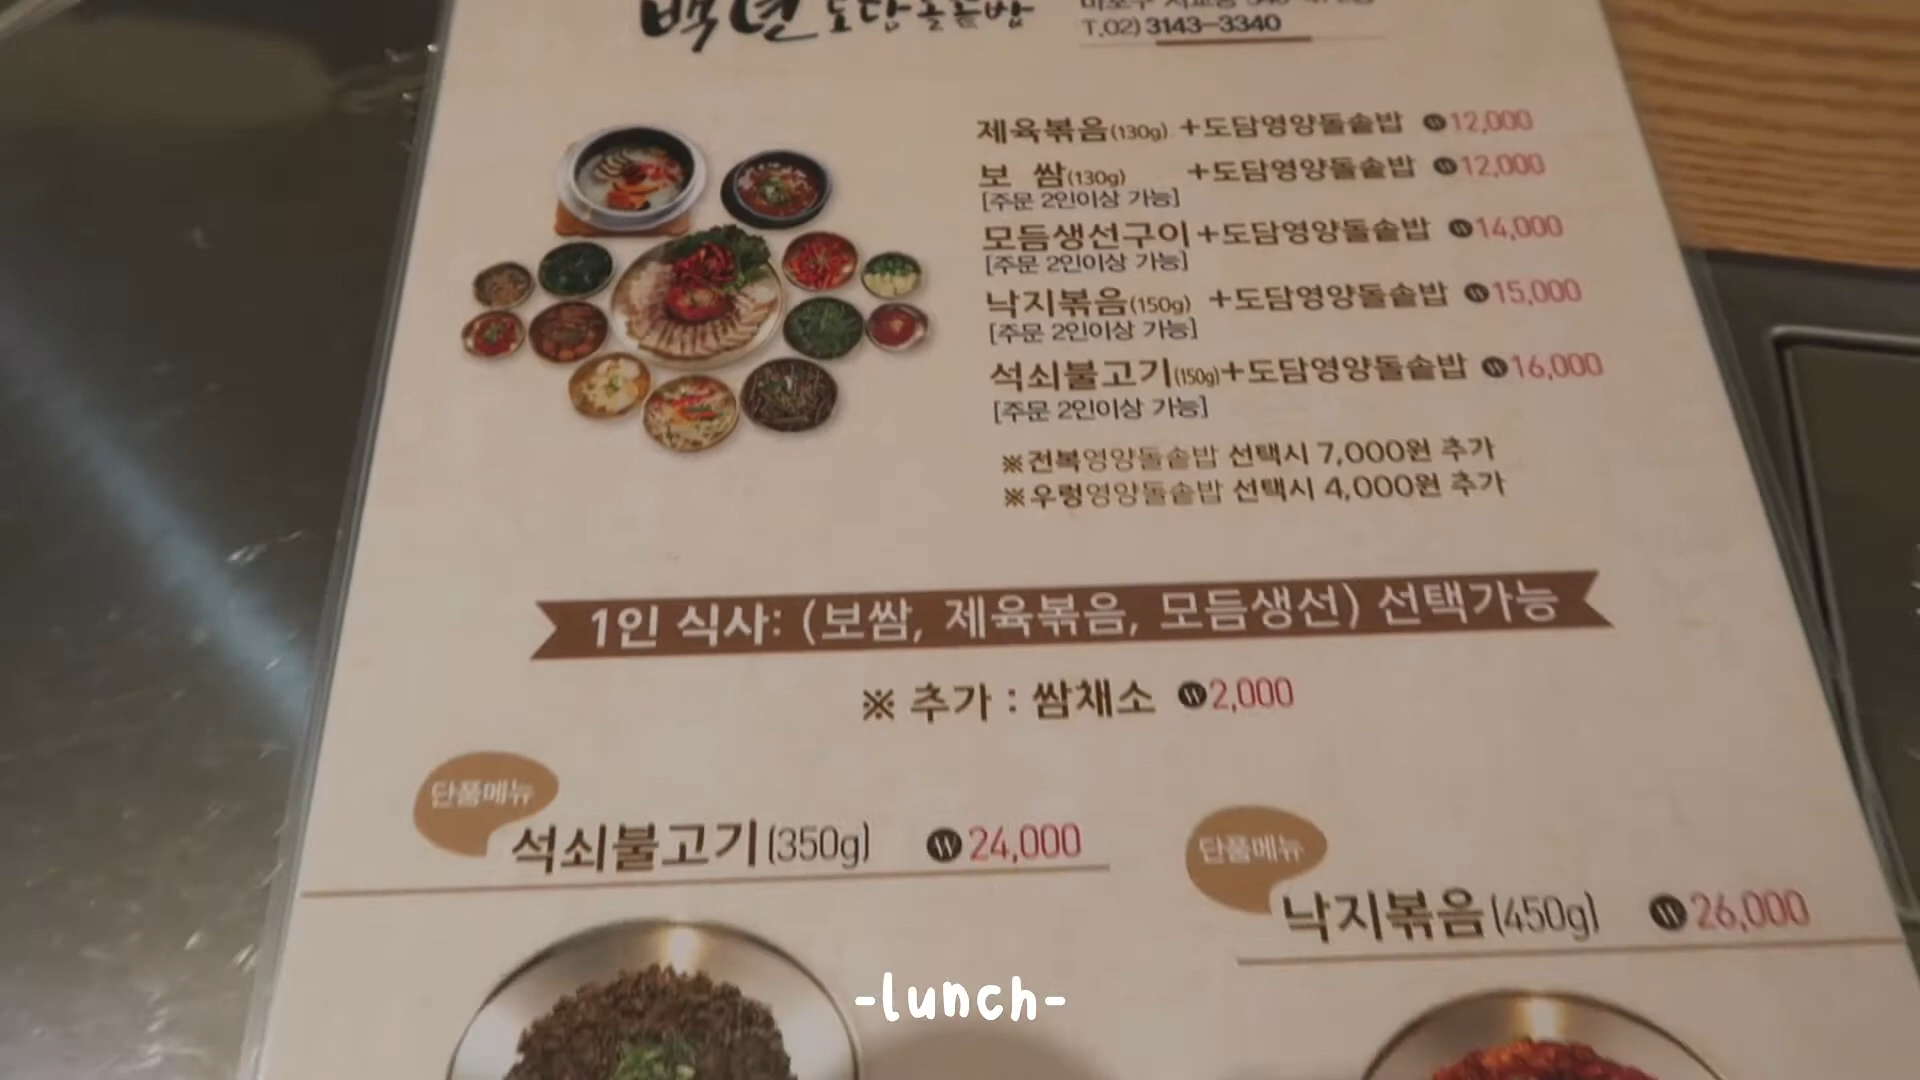 백년 도담돌솥밥
T.02)3143-3340
제육볶음(130g) +도담영양돌솥밥 ₩12,000
보 쌈(130g) +도담영양돌솥밥 ₩12,000
[주문 2인이상 가능]
모듬생선구이+도담영양돌솥밥 ₩14,000
[주문 2인이상 가능]
낙지볶음(150g) +도담영양돌솥밥 ₩15,000
[주문 2인이상 가능]
석쇠불고기(150g)+도담영양돌솥밥 ₩16,000
[주문 2인이상 가능]
※전복영양돌솥밥 선택시 7,000원 추가
※우렁영양돌솥밥 선택시 4,000원 추가
1인 식사: (보쌈, 제육볶음, 모듬생선) 선택가능
※ 추가 : 쌈채소 ₩2,000
단품메뉴
석쇠불고기(350g) ₩24,000
단품메뉴
낙지볶음(450g) ₩26,000
-lunch-